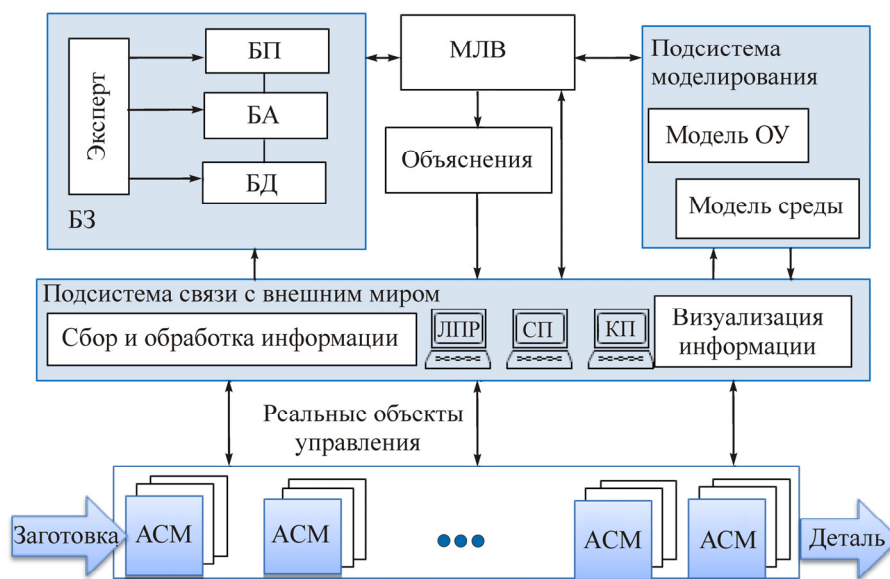 Эксперт
БП
БА
БД
БЗ
МЛВ
Объяснения
Подсистема
моделирования
Модель ОУ
Модель среды
Подсистема связи с внешним миром
Сбор и обработка информации
ЛПР
СП
КП
Визуализация
информации
Реальные объекты
управления
Заготовка
АСМ
АСМ
АСМ
АСМ
Деталь